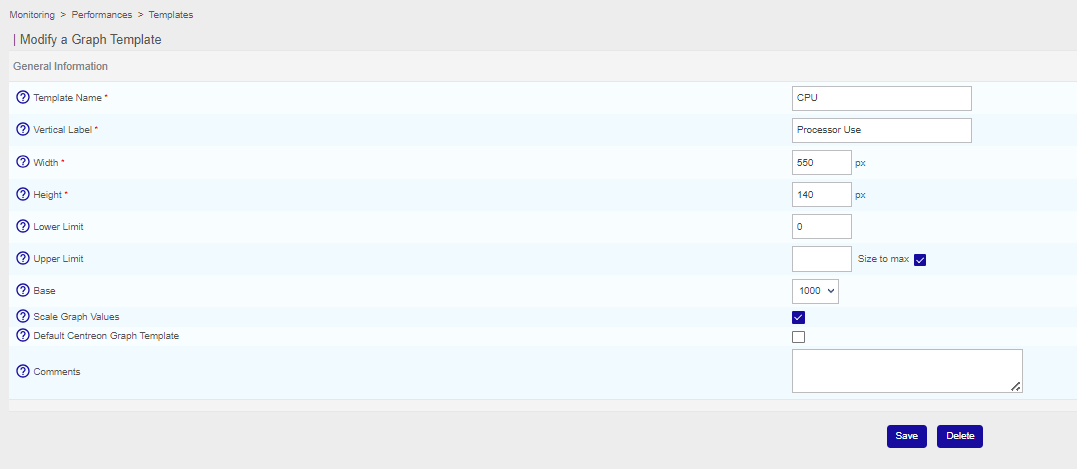 Monitoring > Performances > Templates
| Modify a Graph Template
General Information
Template Name * CPU
Vertical Label * Processor Use
Width * 550 px
Height * 140 px
Lower Limit 0
Upper Limit Size to max
Base 1000
Scale Graph Values
Default Centreon Graph Template
Comments
Save Delete